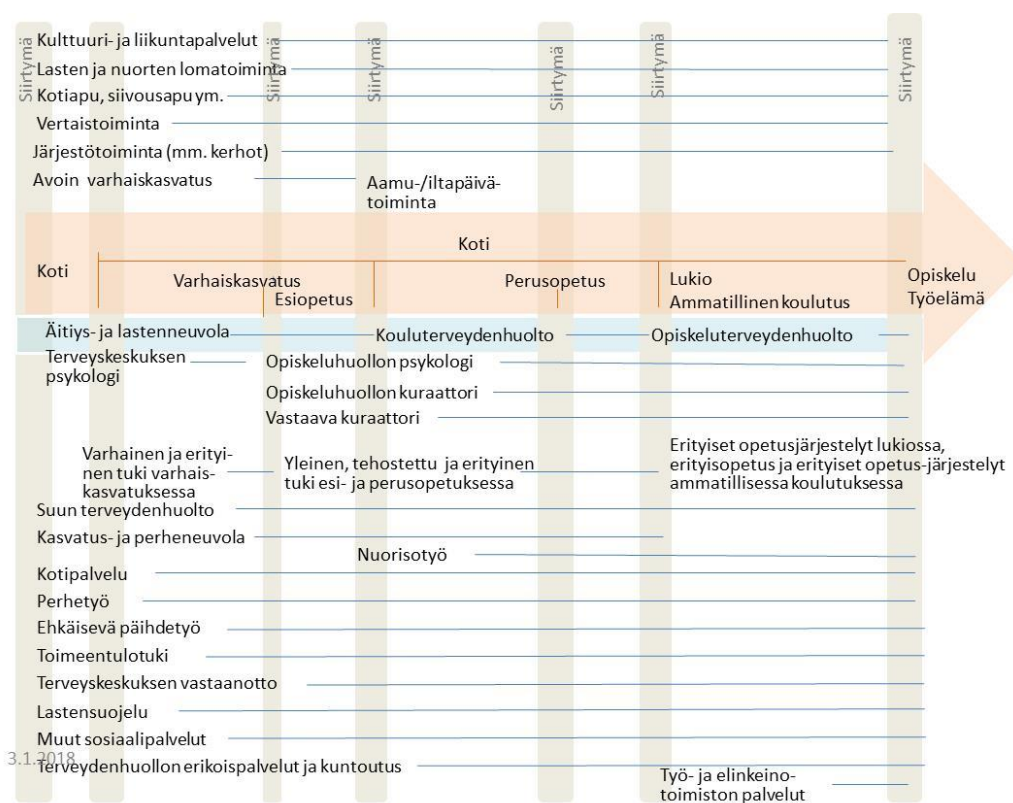 Siirtymä
Siirtymä
Siirtymä
Siirtymä
Siirtymä
Siirtymä
Kulttuuri- ja liikuntapalvelut
Lasten ja nuorten lomatoiminta
Kotiapu, siivousapu ym.
Vertaistoiminta
Järjestötoiminta (mm. kerhot)
Avoin varhaiskasvatus
Aamu-/iltapäivä-
toiminta
Koti
Koti
Varhaiskasvatus
Esiopetus
Perusopetus
Lukio
Ammatillinen koulutus
Opiskelu
Työelämä
Äitiys- ja lastenneuvola
Kouluterveydenhuolto
Opiskeluterveydenhuolto
Terveyskeskuksen
psykologi
Opiskeluhuollon psykologi
Opiskeluhuollon kuraattori
Vastaava kuraattori
Varhainen ja erityi-
nen tuki varhais-
kasvatuksessa
Yleinen, tehostettu ja erityinen
tuki esi- ja perusopetuksessa
Erityiset opetusjärjestelyt lukiossa,
erityisopetus ja erityiset opetus-järjestelyt
ammatillisessa koulutuksessa
Suun terveydenhuolto
Kasvatus- ja perheneuvola
Nuorisotyö
Kotipalvelu
Perhetyö
Ehkäisevä päihdetyö
Toimeentulotuki
Terveyskeskuksen vastaanotto
Lastensuojelu
Muut sosiaalipalvelut
3.1.2018
Terveydenhuollon erikoispalvelut ja kuntoutus
Työ- ja elinkeino-
toimiston palvelut